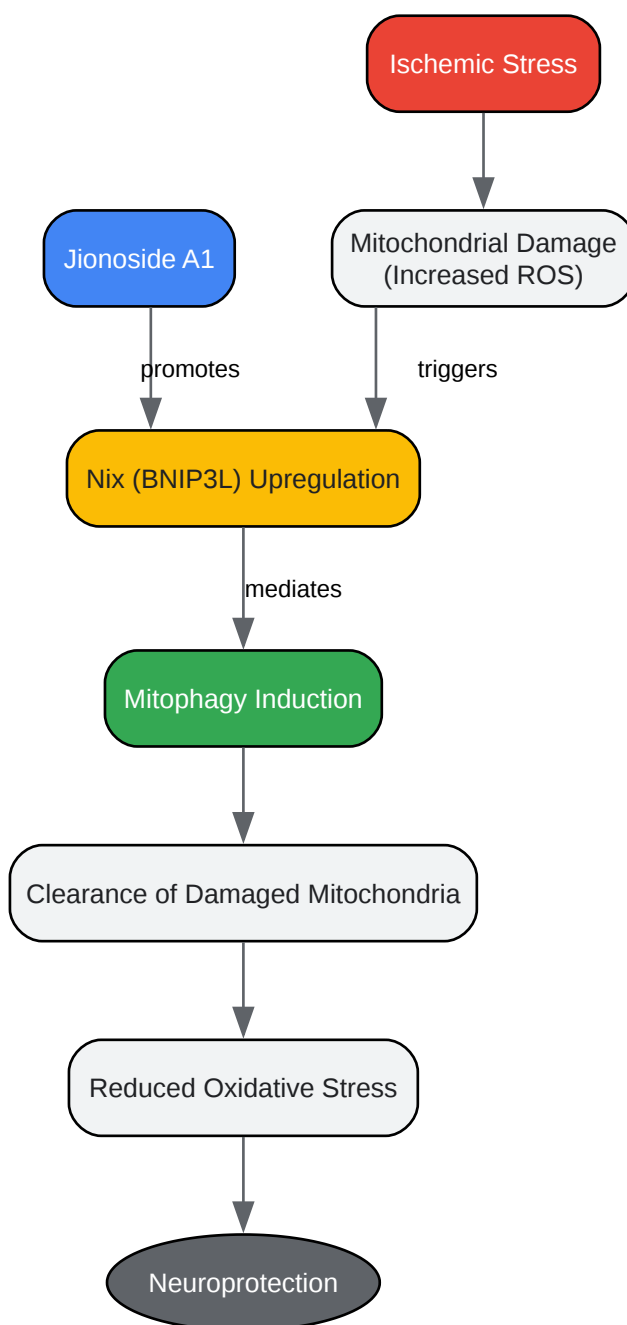 Ischemic Stress
Jionoside A1
Mitochondrial Damage
(Increased ROS)
promotes
triggers
Nix (BNIP3L) Upregulation
mediates
Mitophagy Induction
Clearance of Damaged Mitochondria
Reduced Oxidative Stress
Neuroprotection